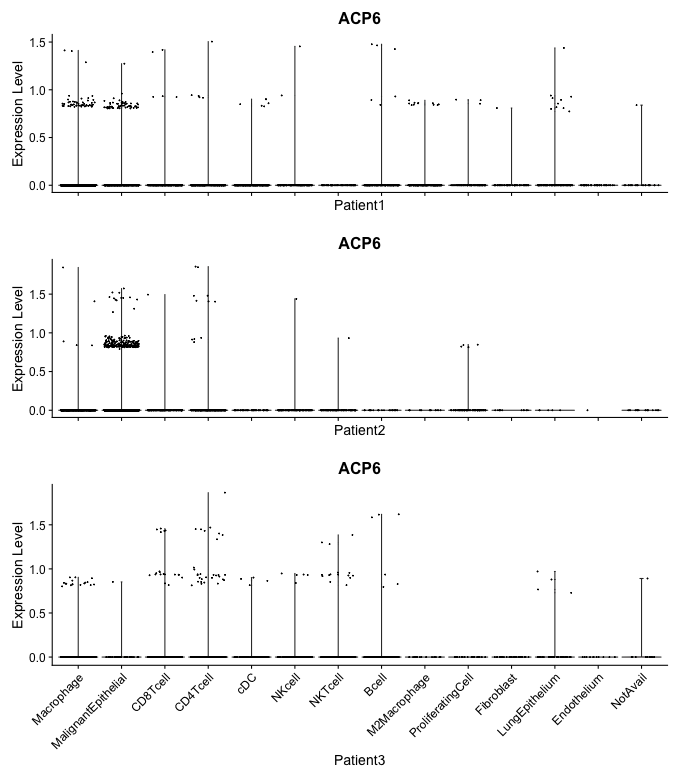 ACP6
Expression Level
1.5
1.0
0.5
0.0
Patient1
ACP6
Expression Level
1.5
1.0
0.5
0.0
Patient2
ACP6
Expression Level
1.5
1.0
0.5
0.0
Macrophage
MalignantEpithelial
CD8Tcell
CD4Tcell
cDC
NKcell
NKTcell
Bcell
M2Macrophage
ProliferatingCell
Fibroblast
LungEpithelium
Endothelium
NotAvail
Patient3